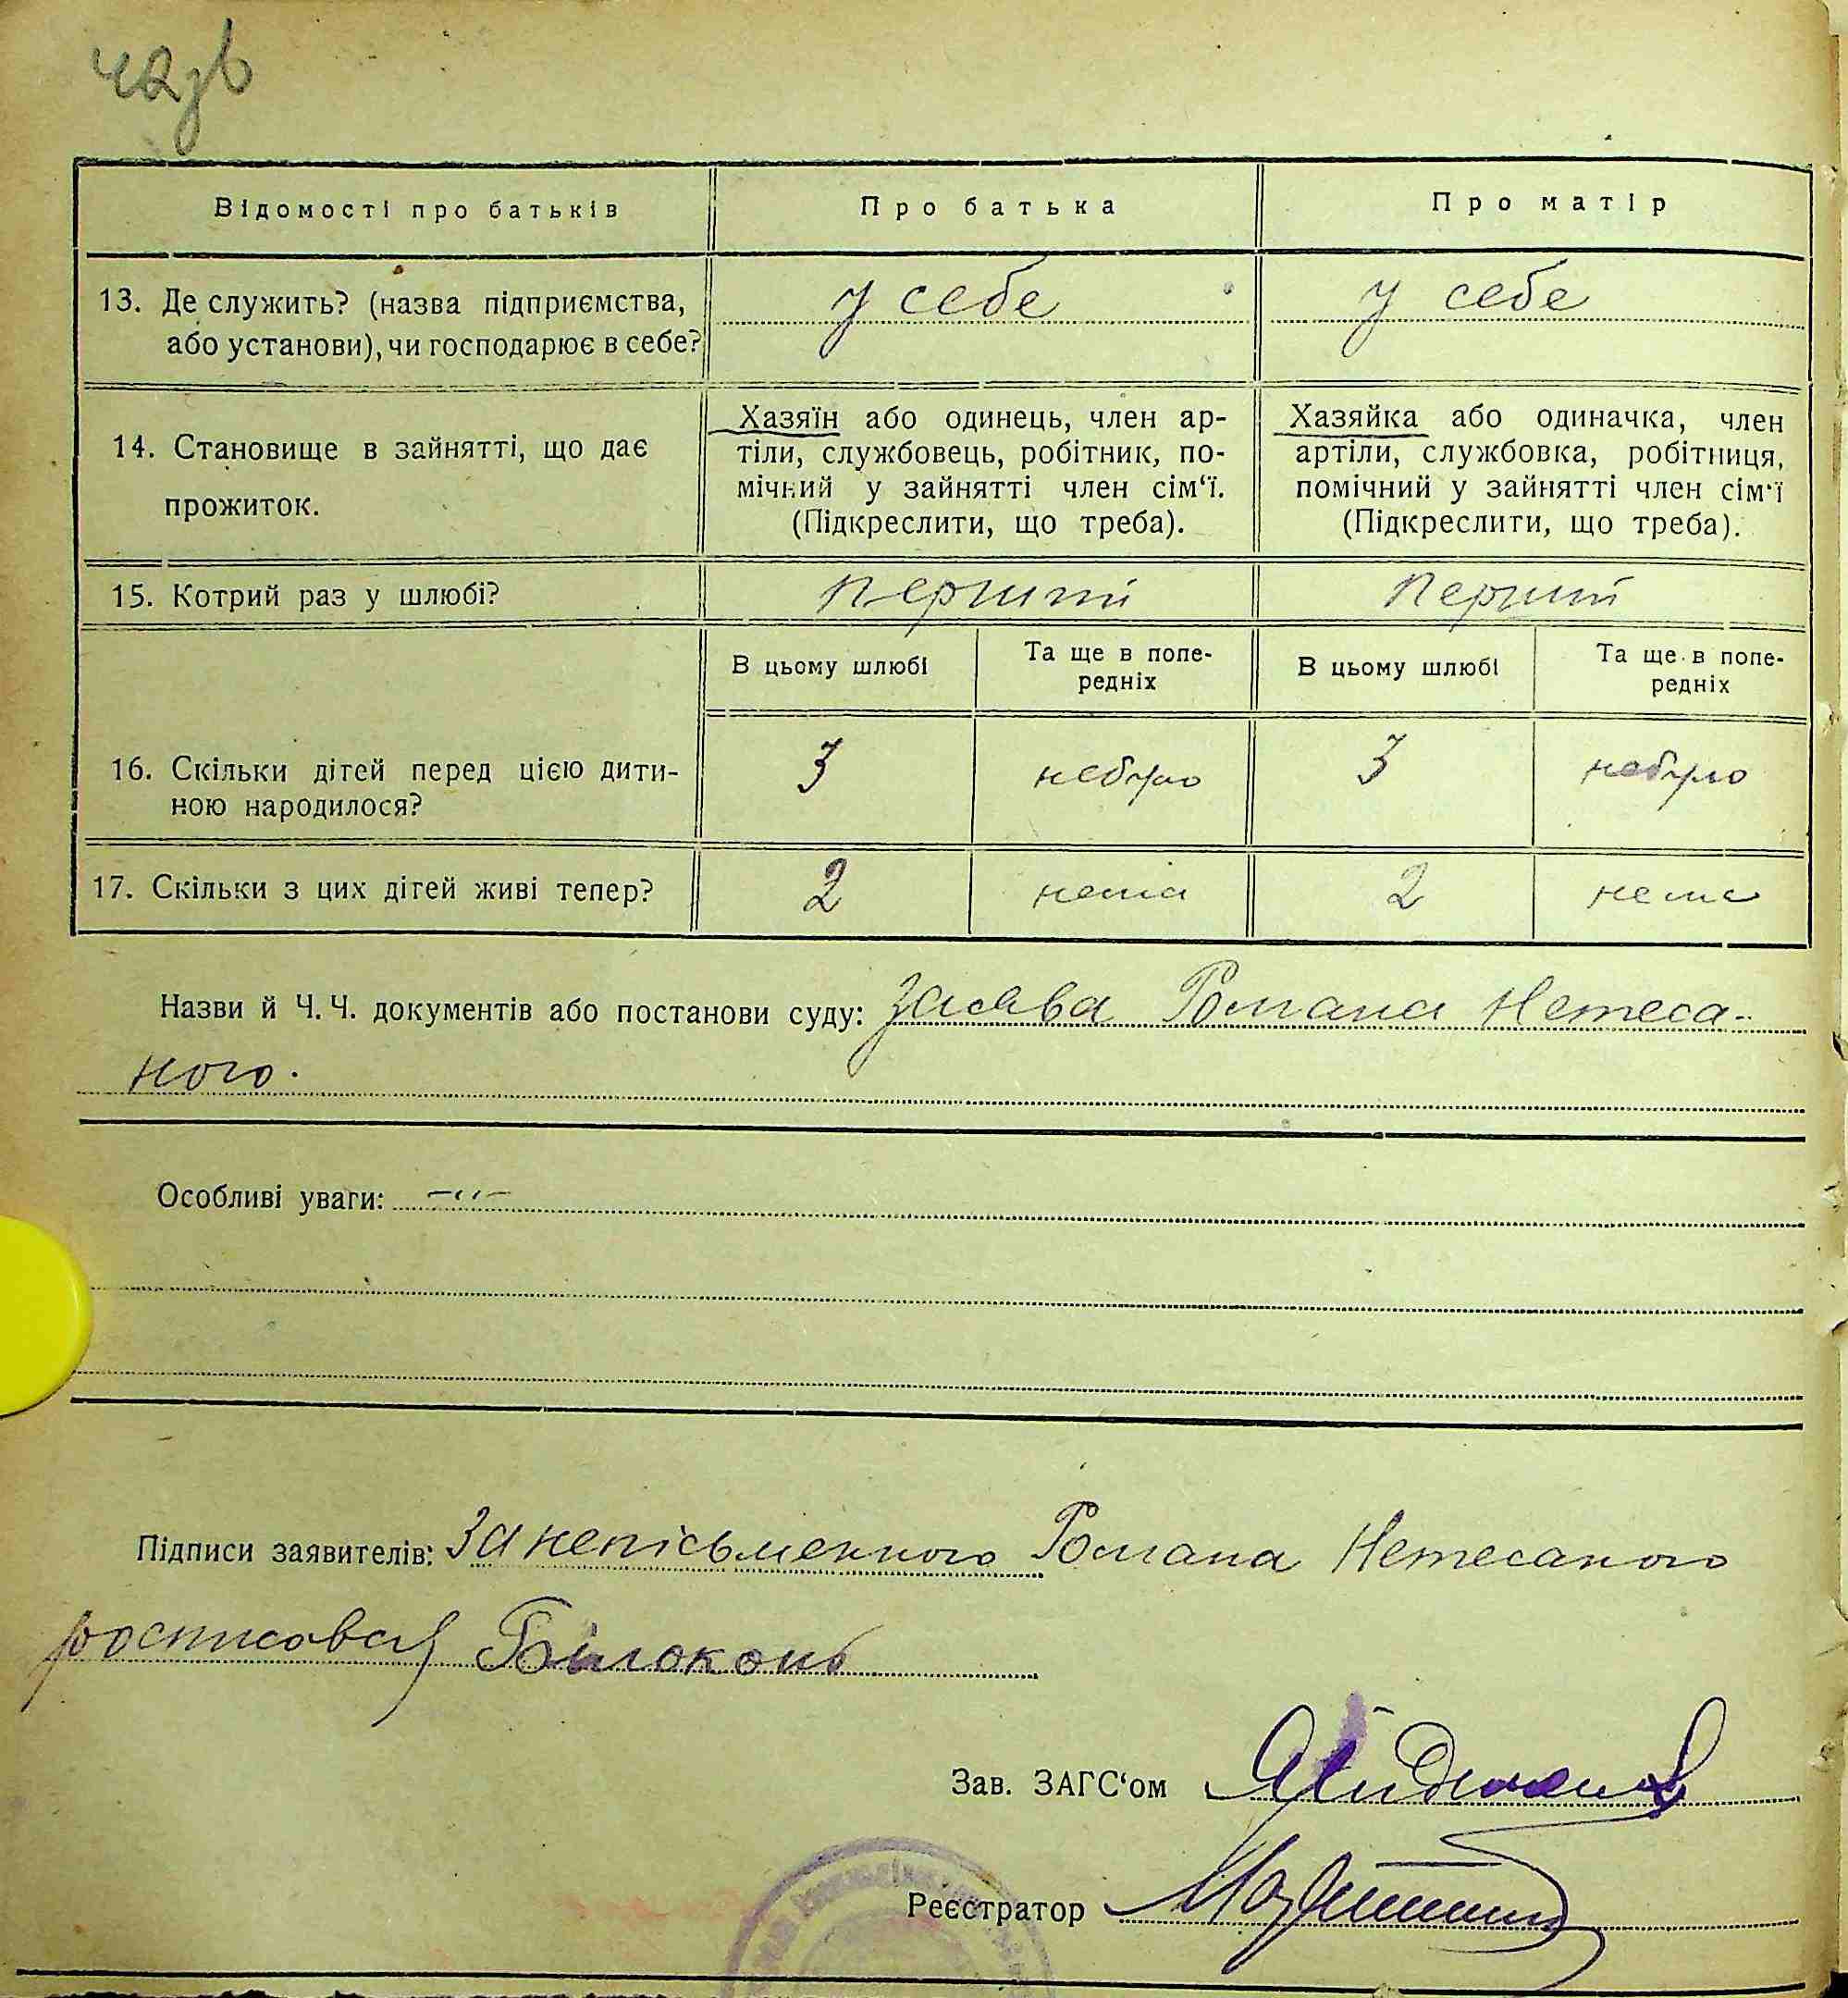 Відомості про батьків
Про батька
Про матір
13. Де служить? (назва підприємства,
або установи), чи господарює в себе?
у себе
у себе
14. Становище в зайнятті, що дає
прожиток.
Хазяїн або одинець, член ар-
тіли, службовець, робітник, по-
мічний у зайнятті член сім‘ї.
(Підкреслити, що треба).
Хазяйка або одиначка, член
артіли, службовка, робітниця,
помічний у зайнятті член сім‘ї
(Підкреслити, що треба).
15. Котрий раз у шлюбі?
перший
перший
В цьому шлюбі
Та ще в попе-
редніх
В цьому шлюбі
Та ще в попе-
редніх
16. Скільки дітей перед цією дити-
ною народилося?
3
небуло
3
небуло
17. Скільки з цих дітей живі тепер?
2
нема
2
нема
Назви й Ч. Ч. документів або постанови суду: заява Романа Нетеса-
ного.
Особливі уваги: –〃–
Підписи заявителів: За непісьменного Романа Нетесаного
росписався Білоконь
Зав. ЗАГС‘ом
Реєстратор